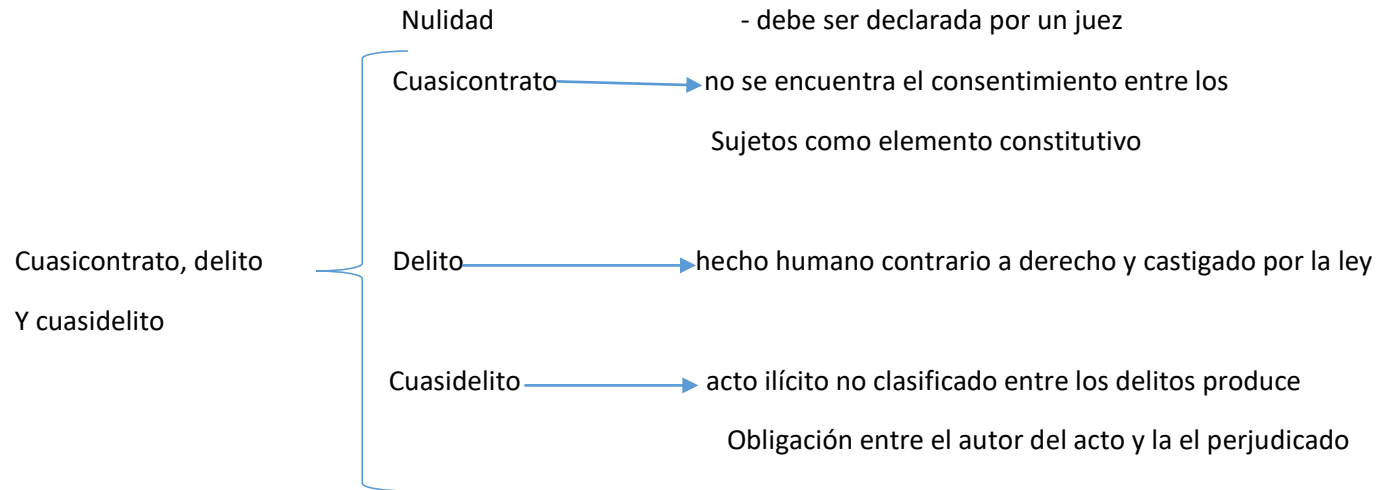 Nulidad - debe ser declarada por un juez
Cuasicontrato no se encuentra el consentimiento entre los
Sujetos como elemento constitutivo
Cuasicontrato, delito
Y cuasidelito
Delito hecho humano contrario a derecho y castigado por la ley
Cuasidelito acto ilícito no clasificado entre los delitos produce
Obligación entre el autor del acto y la el perjudicado